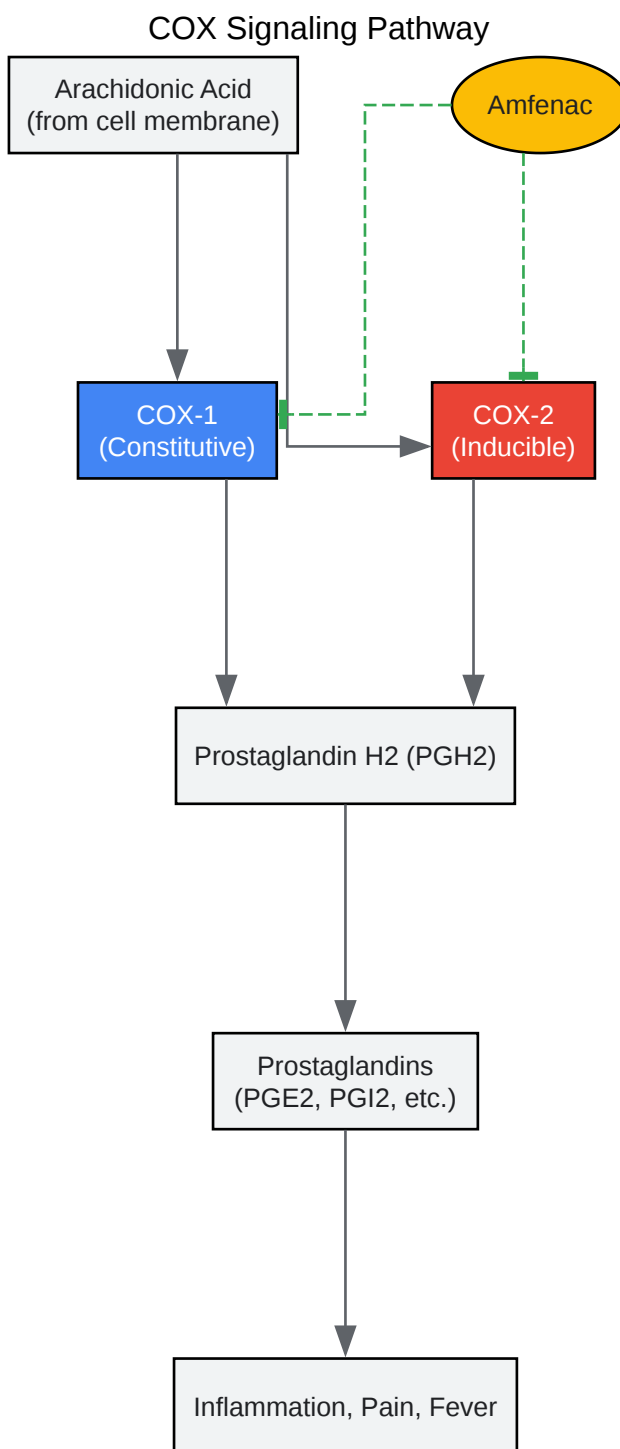 COX Signaling Pathway
Arachidonic Acid
(from cell membrane)
Amfenac
COX-1
(Constitutive)
COX-2
(Inducible)
Prostaglandin H2 (PGH2)
Prostaglandins
(PGE2, PGI2, etc.)
Inflammation, Pain, Fever